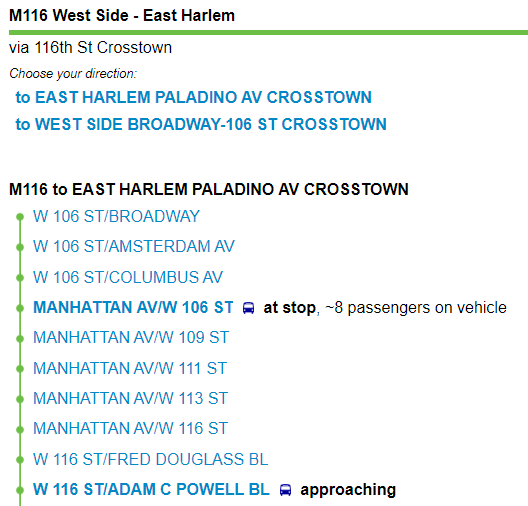 M116 West Side - East Harlem
via 116th St Crosstown
Choose your direction:
to EAST HARLEM PALADINO AV CROSSTOWN
to WEST SIDE BROADWAY-106 ST CROSSTOWN
M116 to EAST HARLEM PALADINO AV CROSSTOWN
W 106 ST/BROADWAY
W 106 ST/AMSTERDAM AV
W 106 ST/COLUMBUS AV
MANHATTAN AV/W 106 ST at stop, ~8 passengers on vehicle
MANHATTAN AV/W 109 ST
MANHATTAN AV/W 111 ST
MANHATTAN AV/W 113 ST
MANHATTAN AV/W 116 ST
W 116 ST/FRED DOUGLASS BL
W 116 ST/ADAM C POWELL BL approaching